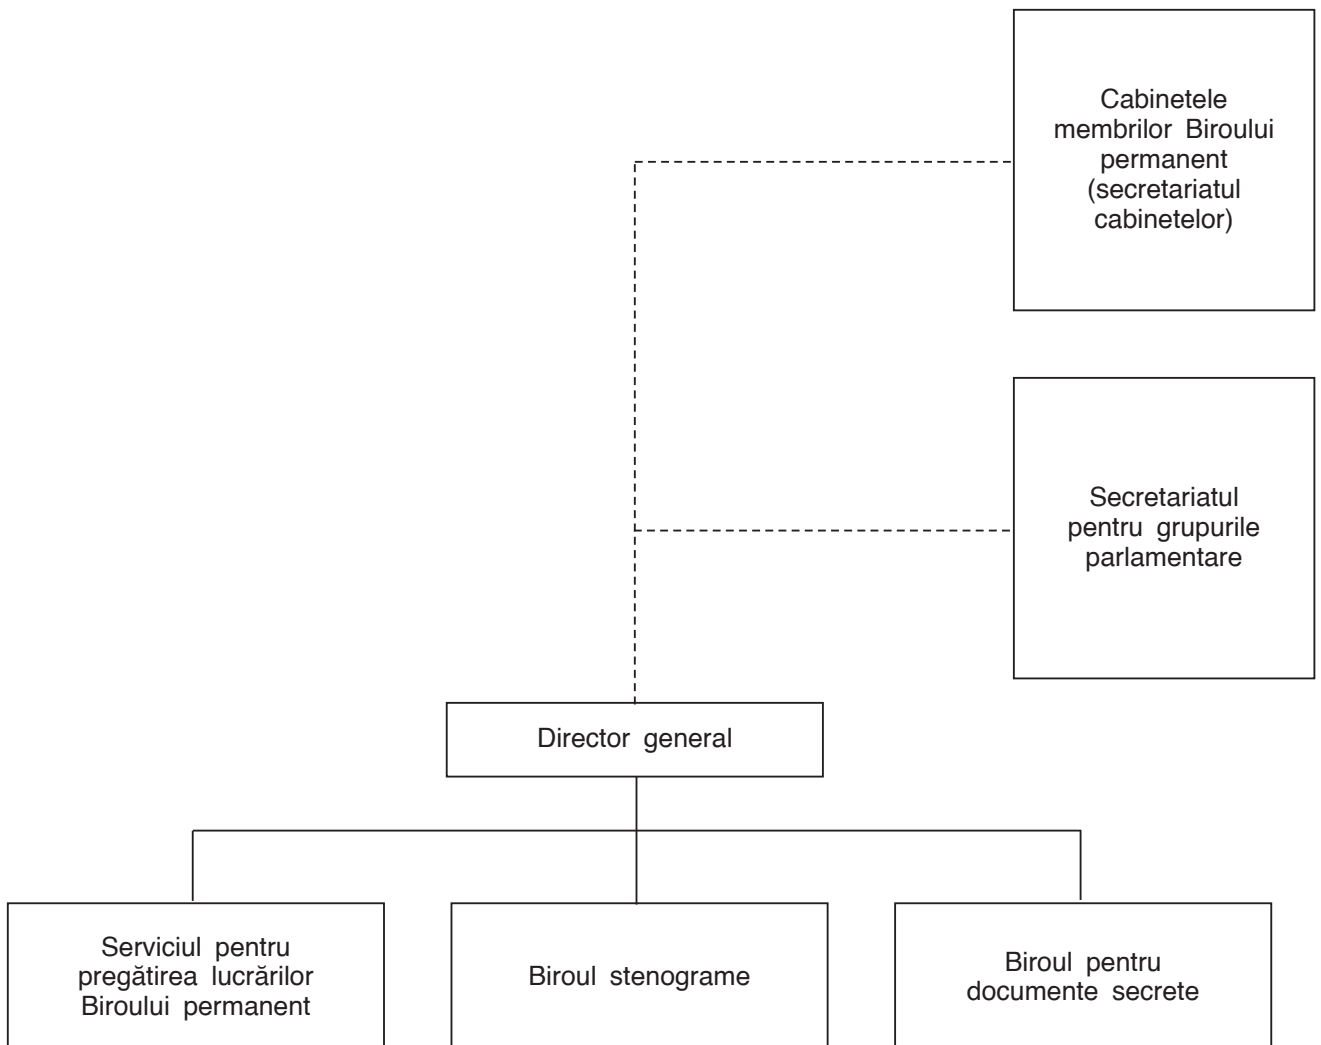 Cabinetele
membrilor Biroului
permanent
(secretariatul
cabinetelor)
Secretariatul
pentru grupurile
parlamentare
Director general
Serviciul pentru
pregătirea lucrărilor
Biroului permanent
Biroul stenograme
Biroul pentru
documente secrete